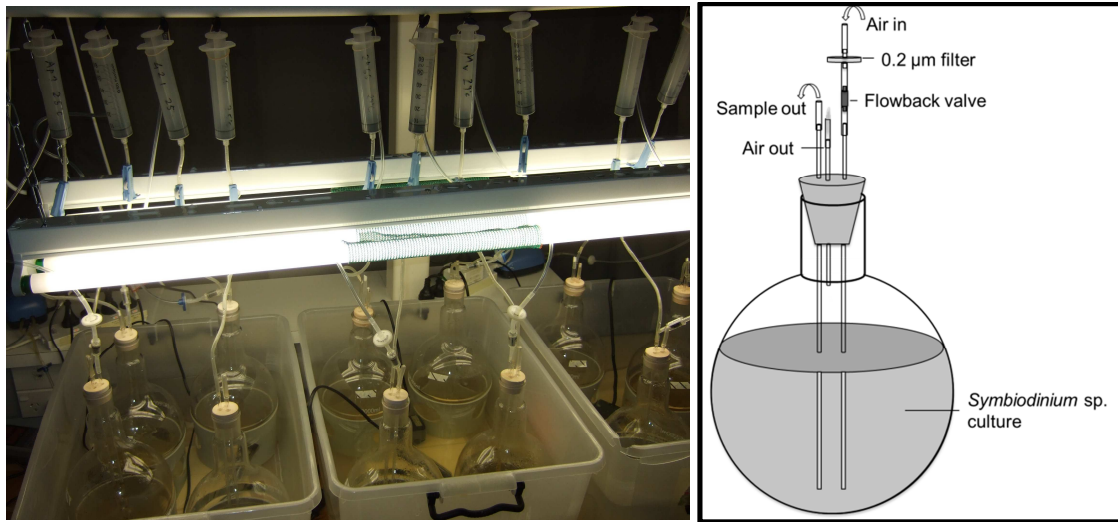 Air in
0.2 µm filter
Sample out
Flowback valve
Air out
Symbiodinium sp.
culture